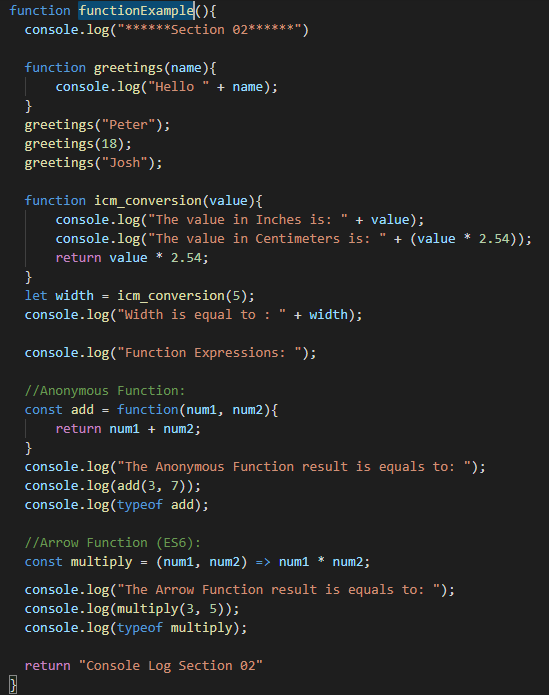 function functionExample(){
console.log("******Section 02******")
function greetings(name){
console.log("Hello " + name);
}
greetings("Peter");
greetings(18);
greetings("Josh");
function icm_conversion(value){
console.log("The value in Inches is: " + value);
console.log("The value in Centimeters is: " + (value * 2.54));
return value * 2.54;
}
let width = icm_conversion(5);
console.log("Width is equal to : " + width);
console.log("Function Expressions: ");
//Anonymous Function:
const add = function(num1, num2){
return num1 + num2;
}
console.log("The Anonymous Function result is equals to: ");
console.log(add(3, 7));
console.log(typeof add);
//Arrow Function (ES6):
const multiply = (num1, num2) => num1 * num2;
console.log("The Arrow Function result is equals to: ");
console.log(multiply(3, 5));
console.log(typeof multiply);
return "Console Log Section 02"
}